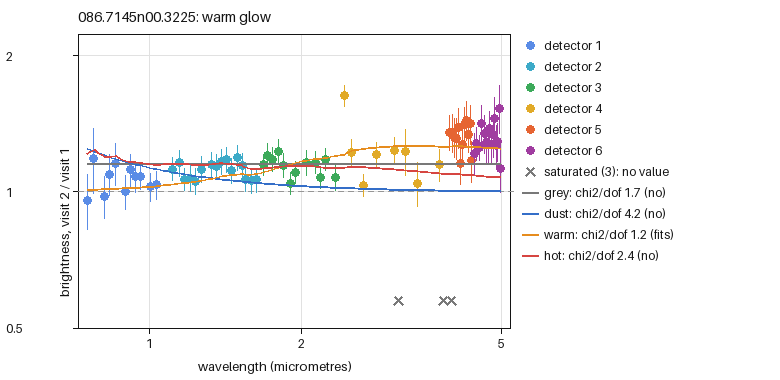 086.7145n00.3225: warm glow
2
1
0.5
brightness, visit 2 / visit 1
1
2
5
wavelength (micrometres)
detector 1
detector 2
detector 3
detector 4
detector 5
detector 6
saturated (3): no value
grey: chi2/dof 1.7 (no)
dust: chi2/dof 4.2 (no)
warm: chi2/dof 1.2 (fits)
hot: chi2/dof 2.4 (no)